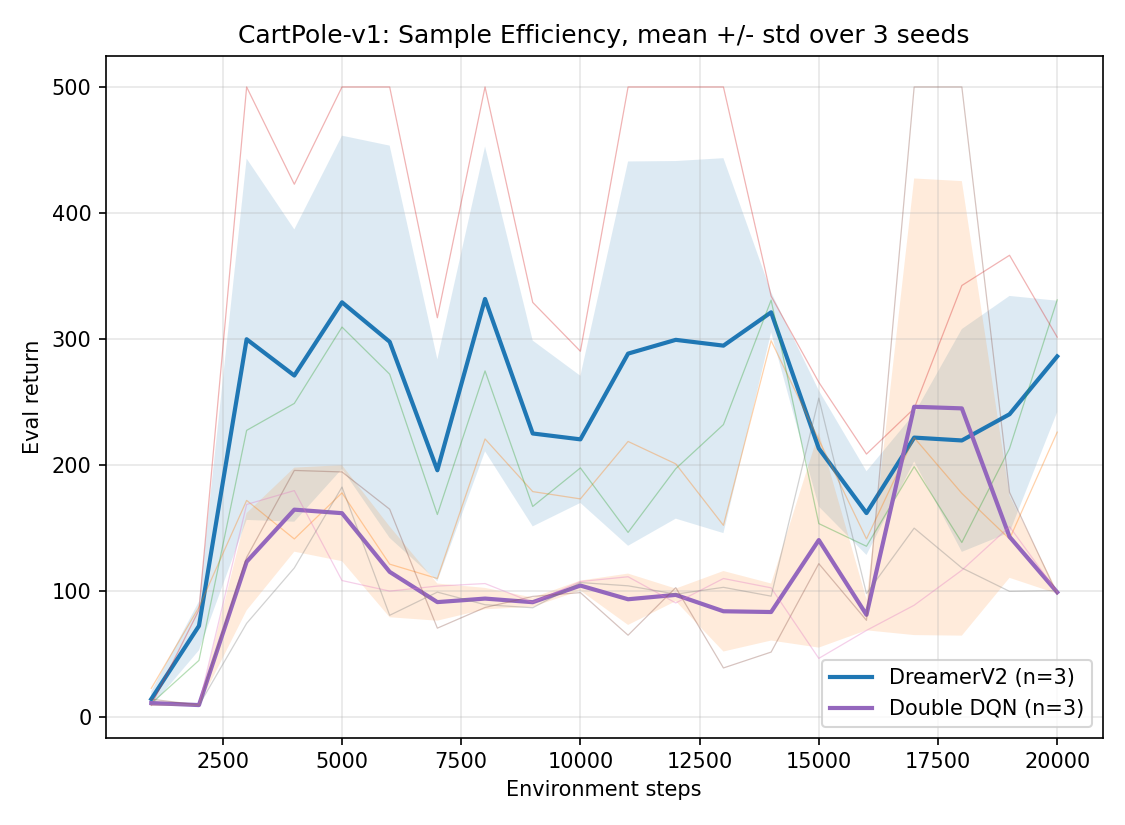 CartPole-v1: Sample Efficiency, mean +/- std over 3 seeds
Eval return
500
400
300
200
100
0
DreamerV2 (n=3)
Double DQN (n=3)
2500 5000 7500 10000 12500 15000 17500 20000
Environment steps